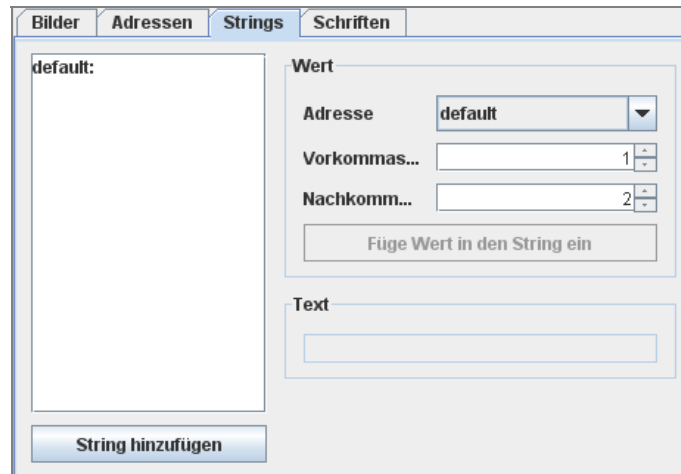 Bilder Adressen Strings Schriften
default:
Wert
Adresse default
Vorkommas... 1
Nachkomm... 2
Füge Wert in den String ein
Text
String hinzufügen